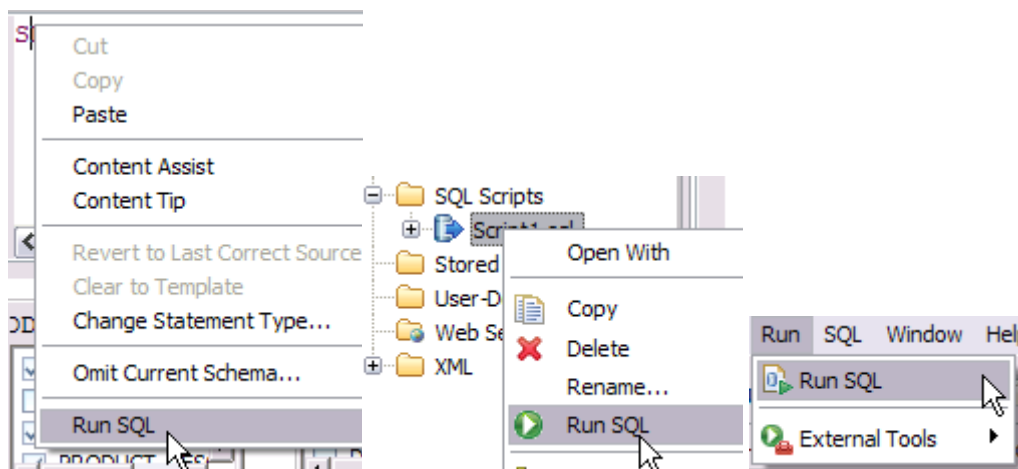 Cut
Copy
Paste
Content Assist
Content Tip
Revert to Last Correct Source
Clear to Template
Change Statement Type...
Omit Current Schema...
Run SQL
SQL Scripts
Stored
User-D
Web Se
XML
Open With
Copy
Delete
Rename...
Run SQL
Run SQL Window Hel
Run SQL
External Tools